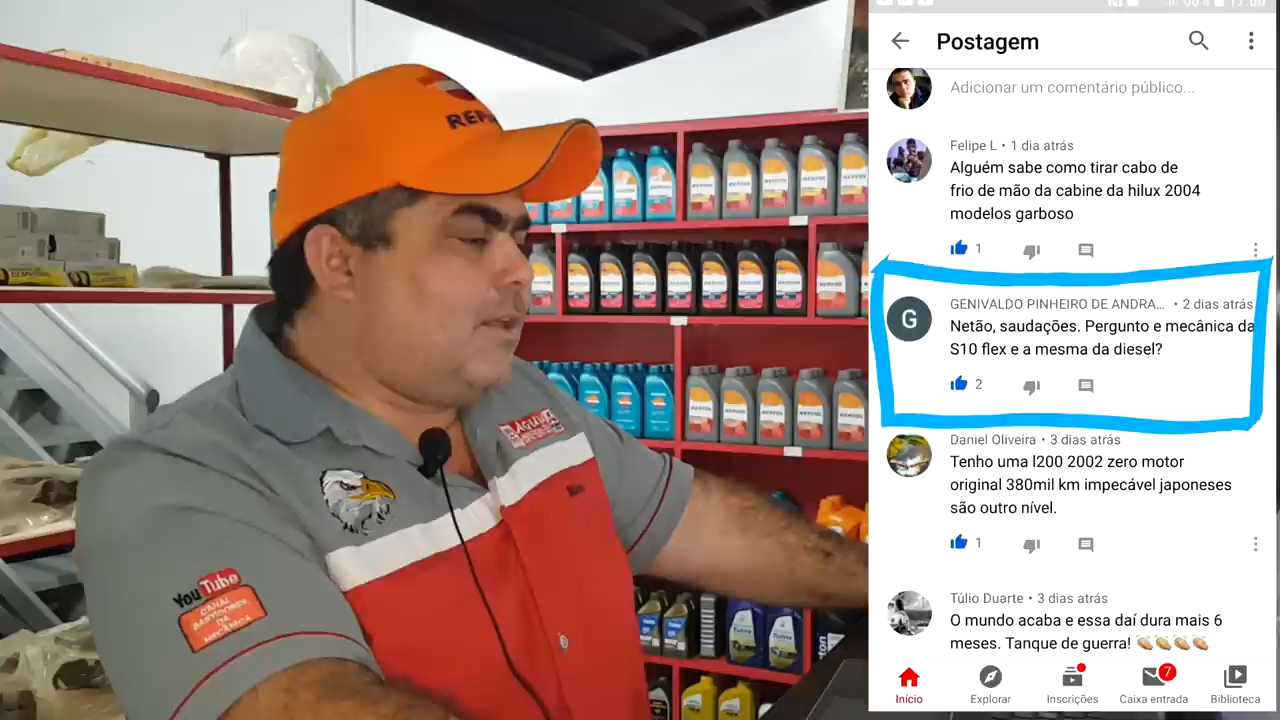 Postagem
Adicionar um comentário público...
Felipe L • 1 dia atrás
Alguém sabe como tirar cabo de
frio de mão da cabine da hilux 2004
modelos garboso
1
GENIVALDO PINHEIRO DE ANDRA... • 2 dias atrás
G
Netão, saudações. Pergunto e mecânica da
S10 flex e a mesma da diesel?
2
Daniel Oliveira • 3 dias atrás
Tenho uma l200 2002 zero motor
original 380mil km impecável japoneses
são outro nível.
1
Túlio Duarte • 3 dias atrás
O mundo acaba e essa daí dura mais 6
meses. Tanque de guerra!
7
Início Explorar Inscrições Caixa entrada Biblioteca
YouTube
CANAL
BASTIDORES
DA
MECÂNICA